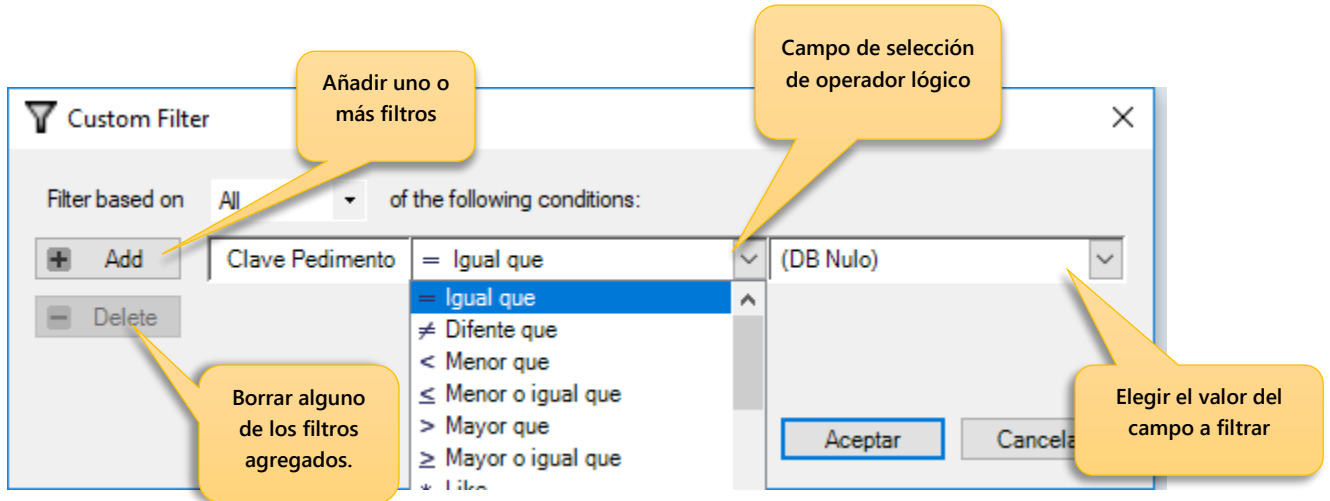 Campo de selección
de operador lógico
Añadir uno o
más filtros
Custom Filter
Filter based on All of the following conditions:
Add Clave Pedimento = Igual que (DB Nulo)
= Igual que
Delete
≠ Difente que
< Menor que
≤ Menor o igual que
> Mayor que
≥ Mayor o igual que
* Like
Borrar alguno
de los filtros
agregados.
Elegir el valor del
campo a filtrar
Aceptar Cancela